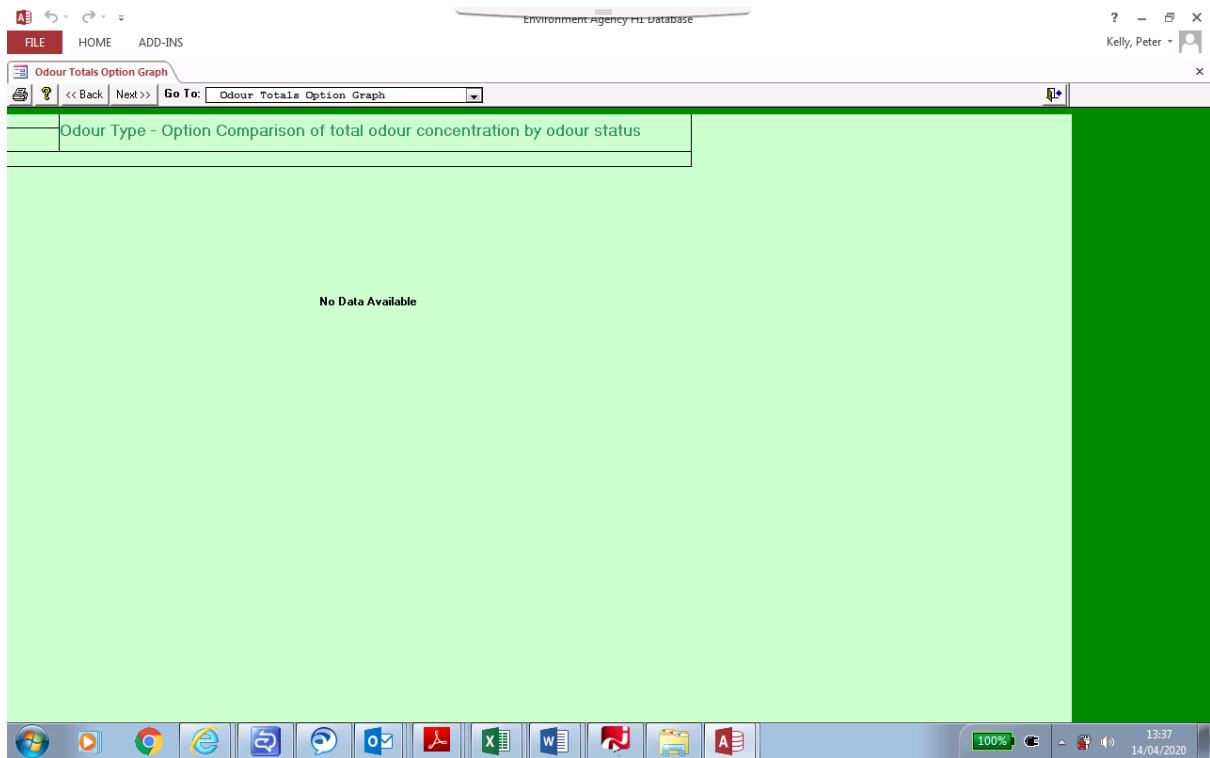 Environment Agency H1 Database
FILE HOME ADD-INS
Kelly, Peter
Odour Totals Option Graph
<< Back Next >> Go To: Odour Totals Option Graph
Odour Type - Option Comparison of total odour concentration by odour status
No Data Available
100%
13:37
14/04/2020